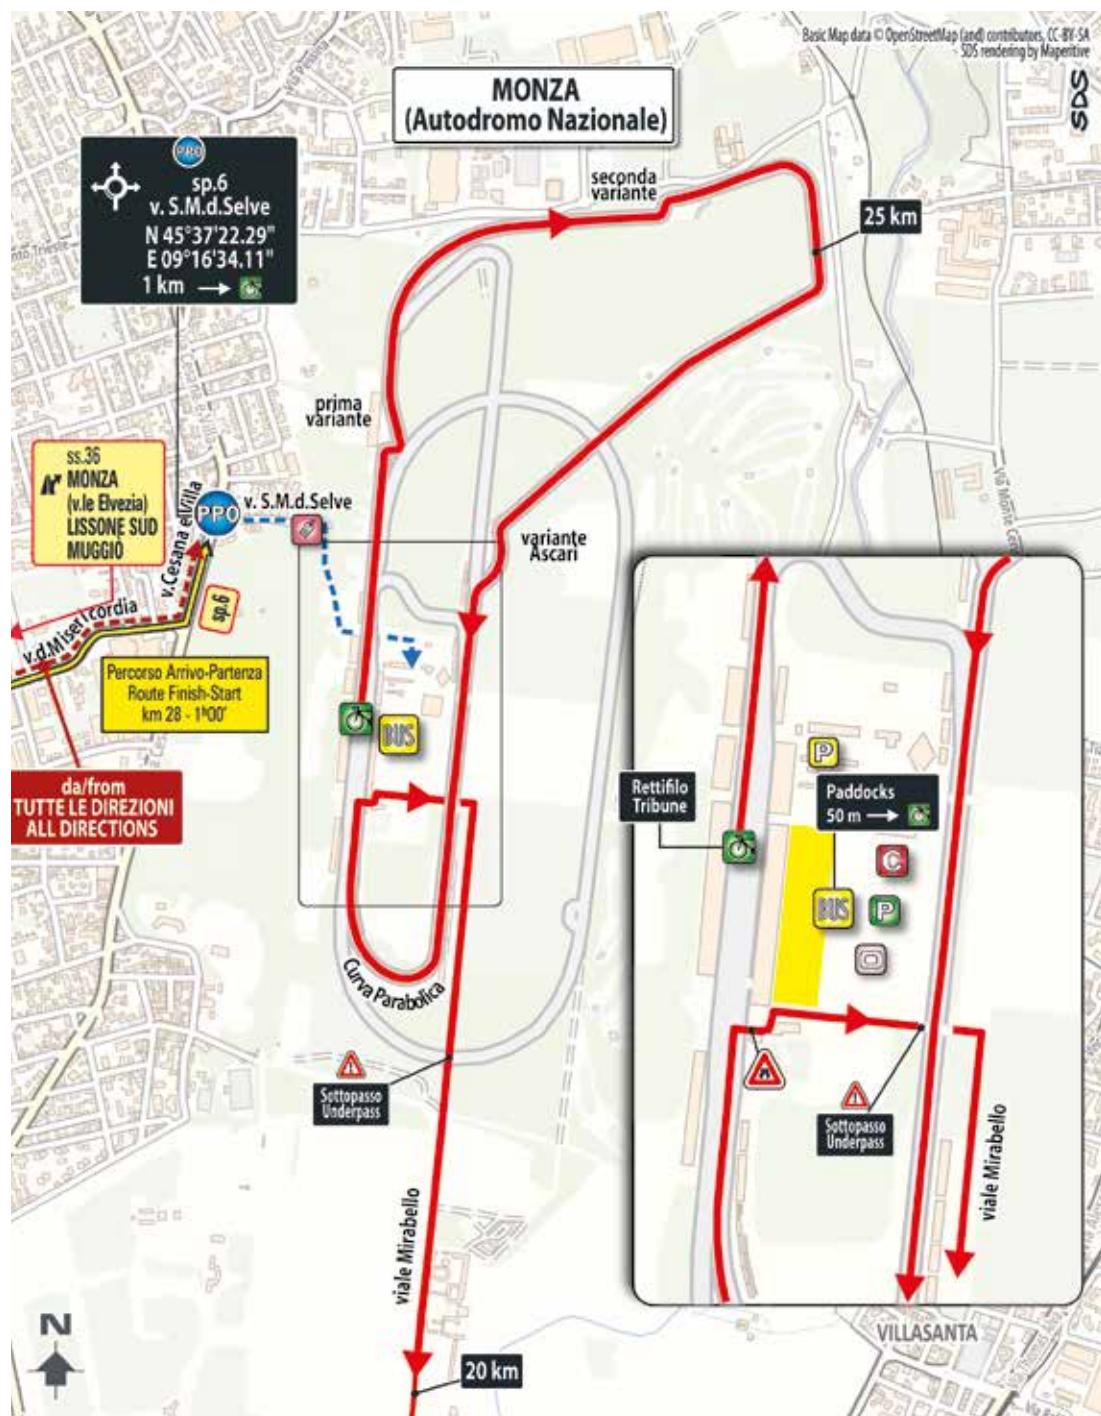 Basic Map data © OpenStreetMap (and) contributors, CC-BY-SA
SDS rendering by Maperitive
SDS
MONZA
(Autodromo Nazionale)
PRO
sp.6
v. S.M.d.Selve
N 45°37'22.29"
E 09°16'34.11"
1 km
seconda
variante
25 km
prima
variante
ss.36
MONZA
(v.le Elvezia)
LISSONE SUD
MUGGIÒ
PPO
v. S.M.d.Selve
v.Cesana e Villa
variante
Ascari
sp.6
v.d.Misericordia
Percorso Arrivo-Partenza
Route Finish-Start
km 28 - 1h00'
BUS
da/from
TUTTE LE DIREZIONI
ALL DIRECTIONS
Rettifilo
Tribune
P
Paddocks
50 m
C
BUS
P
Curva Parabolica
Sottopasso
Underpass
Sottopasso
Underpass
viale Mirabello
viale Mirabello
VILLASANTA
N
20 km